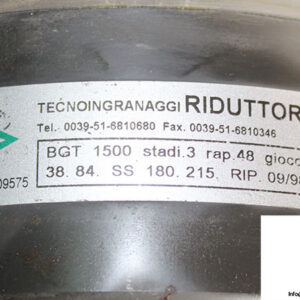 TECNOINGRANAGGI RIDUTTOR
Tel. 0039-51-6810680 Fax. 0039-51-6810346
BGT 1500 stadi.3 rap.48 gioco
09575 38. 84. SS 180. 215. RIP. 09/98